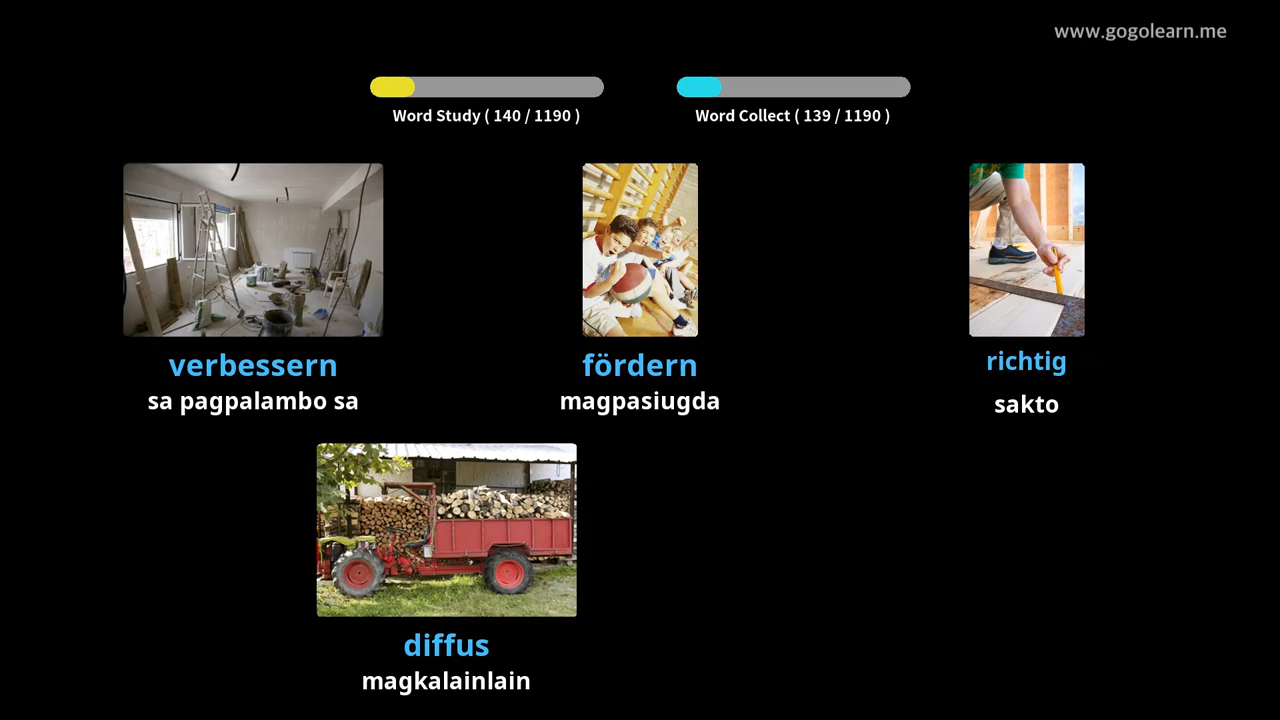 www.gogolearn.me
Word Study ( 140 / 1190 )
Word Collect ( 139 / 1190 )
verbessern
sa pagpalambo sa
fördern
magpasiugda
richtig
sakto
diffus
magkalainlain